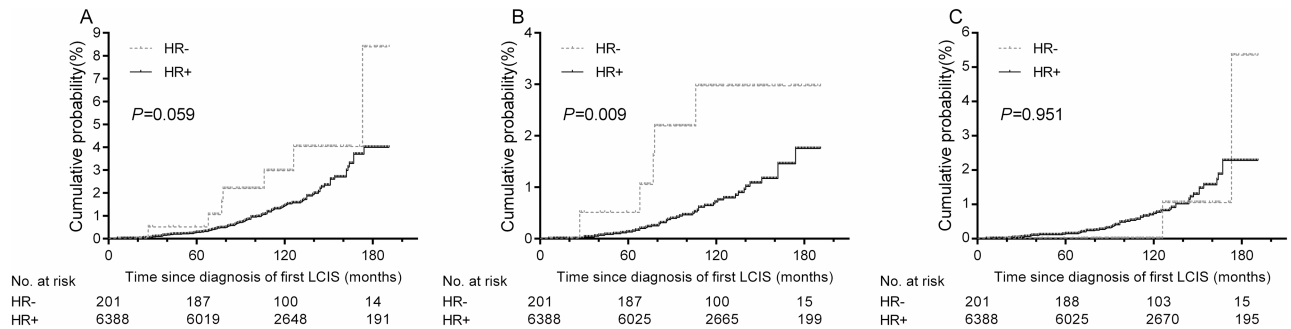 A
Cumulative probability(%)
9
8
7
6
5
4
3
2
1
0
HR-
HR+
P=0.059
60 120 180
Time since diagnosis of first LCIS (months)
No. at risk
HR- 201 187 100 14
HR+ 6388 6019 2648 191
B
Cumulative probability(%)
4
3
2
1
0
HR-
HR+
P=0.009
60 120 180
Time since diagnosis of first LCIS (months)
No. at risk
HR- 201 187 100 15
HR+ 6388 6025 2665 199
C
Cumulative probability(%)
6
5
4
3
2
1
0
HR-
HR+
P=0.951
60 120 180
Time since diagnosis of first LCIS (months)
No. at risk
HR- 201 188 103 15
HR+ 6388 6025 2670 195